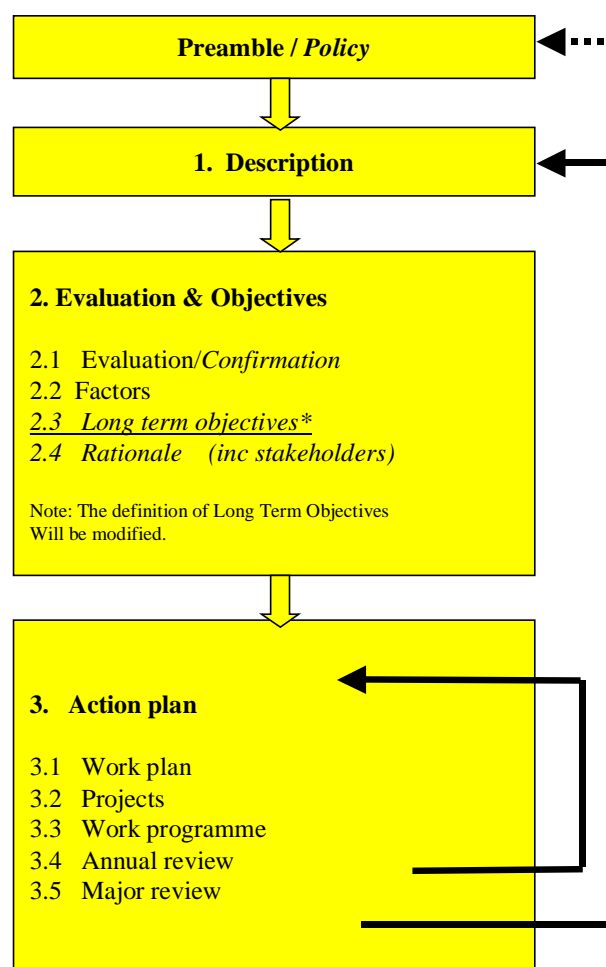 Preamble / Policy
1. Description
2. Evaluation & Objectives
2.1 Evaluation/Confirmation
2.2 Factors
2.3 Long term objectives*
2.4 Rationale (inc stakeholders)
Note: The definition of Long Term Objectives
Will be modified.
3. Action plan
3.1 Work plan
3.2 Projects
3.3 Work programme
3.4 Annual review
3.5 Major review